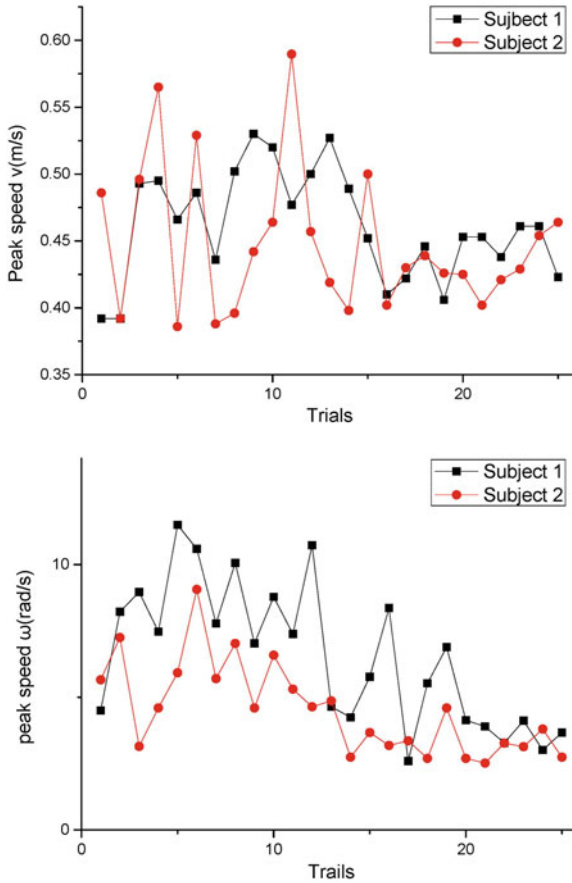 Sujbect 1
Subject 2
0.60
0.55
0.50
0.45
0.40
0.35
Peak speed v(m/s)
0
10
20
Trials
Subject 1
Subject 2
10
0
peak speed ω(rad/s)
0
10
20
Trails